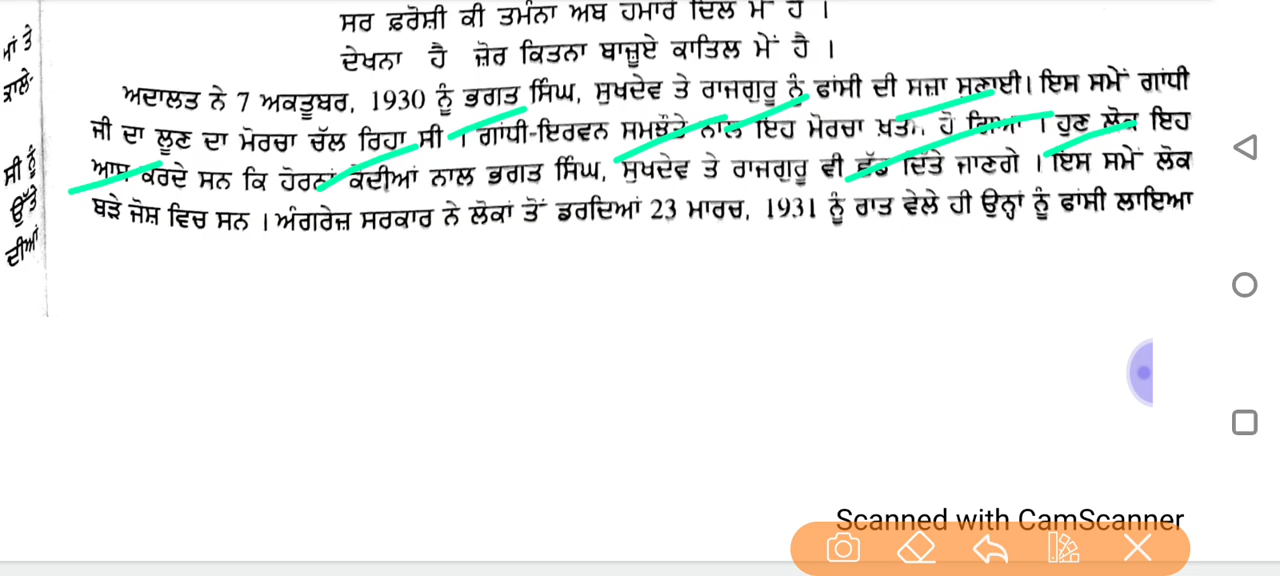 ਸਰ ਫ਼ਰੋਸ਼ੀ ਕੀ ਤਮੰਨਾ ਅਬ ਹਮਾਰੇ ਦਿਲ ਮੇਂ ਹੈ ।
ਦੇਖਨਾ ਹੈ ਜ਼ੋਰ ਕਿਤਨਾ ਬਾਜ਼ੂਏ ਕਾਤਿਲ ਮੇਂ ਹੈ ।
ਅਦਾਲਤ ਨੇ 7 ਅਕਤੂਬਰ, 1930 ਨੂੰ ਭਗਤ ਸਿੰਘ, ਸੁਖਦੇਵ ਤੇ ਰਾਜਗੁਰੂ ਨੂੰ ਫਾਂਸੀ ਦੀ ਸਜ਼ਾ ਸੁਣਾਈ। ਇਸ ਸਮੇਂ ਗਾਂਧੀ
ਜੀ ਦਾ ਲੂਣ ਦਾ ਮੋਰਚਾ ਚੱਲ ਰਿਹਾ ਸੀ । ਗਾਂਧੀ-ਇਰਵਨ ਸਮਝੌਤੇ ਨਾਲ ਇਹ ਮੋਰਚਾ ਖ਼ਤਮ ਹੋ ਗਿਆ । ਹੁਣ ਲੋਕ ਇਹ
ਆਸ ਕਰਦੇ ਸਨ ਕਿ ਹੋਰਨਾਂ ਕੈਦੀਆਂ ਨਾਲ ਭਗਤ ਸਿੰਘ, ਸੁਖਦੇਵ ਤੇ ਰਾਜਗੁਰੂ ਵੀ ਛੱਡ ਦਿੱਤੇ ਜਾਣਗੇ । ਇਸ ਸਮੇਂ ਲੋਕ
ਬੜੇ ਜੋਸ਼ ਵਿਚ ਸਨ । ਅੰਗਰੇਜ਼ ਸਰਕਾਰ ਨੇ ਲੋਕਾਂ ਤੋਂ ਡਰਦਿਆਂ 23 ਮਾਰਚ, 1931 ਨੂੰ ਰਾਤ ਵੇਲੇ ਹੀ ਉਨ੍ਹਾਂ ਨੂੰ ਫਾਂਸੀ ਲਾਇਆ
ਸੀ ਨੂੰ
ਉੱਤੇ
ਦੀਆਂ
Scanned with CamScanner